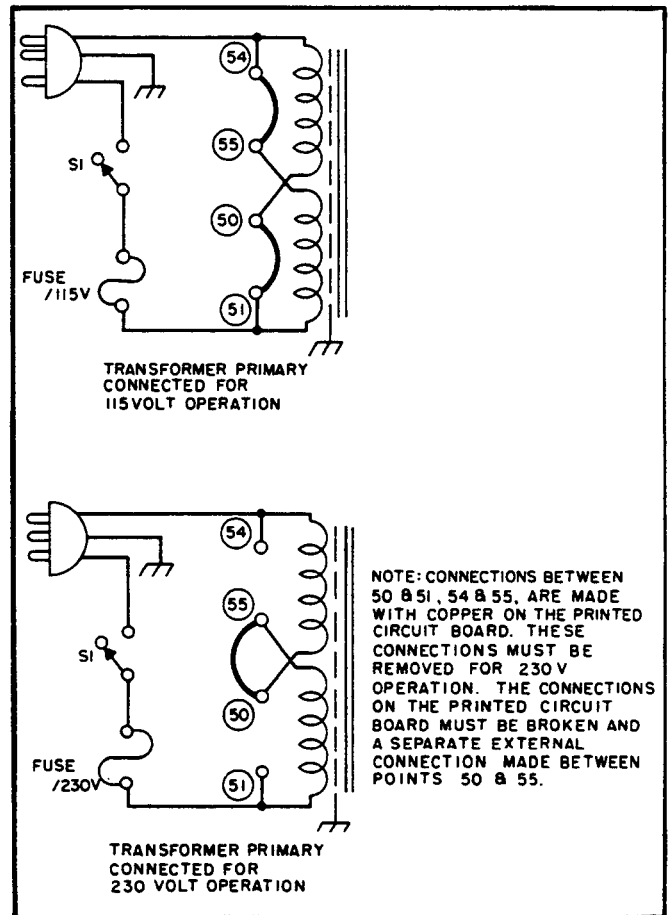 54
55
S1
50
FUSE
/115V
51
TRANSFORMER PRIMARY
CONNECTED FOR
115 VOLT OPERATION
54
55
S1
50
FUSE
/230V
51
TRANSFORMER PRIMARY
CONNECTED FOR
230 VOLT OPERATION
NOTE: CONNECTIONS BETWEEN
50 & 51, 54 & 55, ARE MADE
WITH COPPER ON THE PRINTED
CIRCUIT BOARD. THESE
CONNECTIONS MUST BE
REMOVED FOR 230 V
OPERATION. THE CONNECTIONS
ON THE PRINTED CIRCUIT
BOARD MUST BE BROKEN AND
A SEPARATE EXTERNAL
CONNECTION MADE BETWEEN
POINTS 50 & 55.